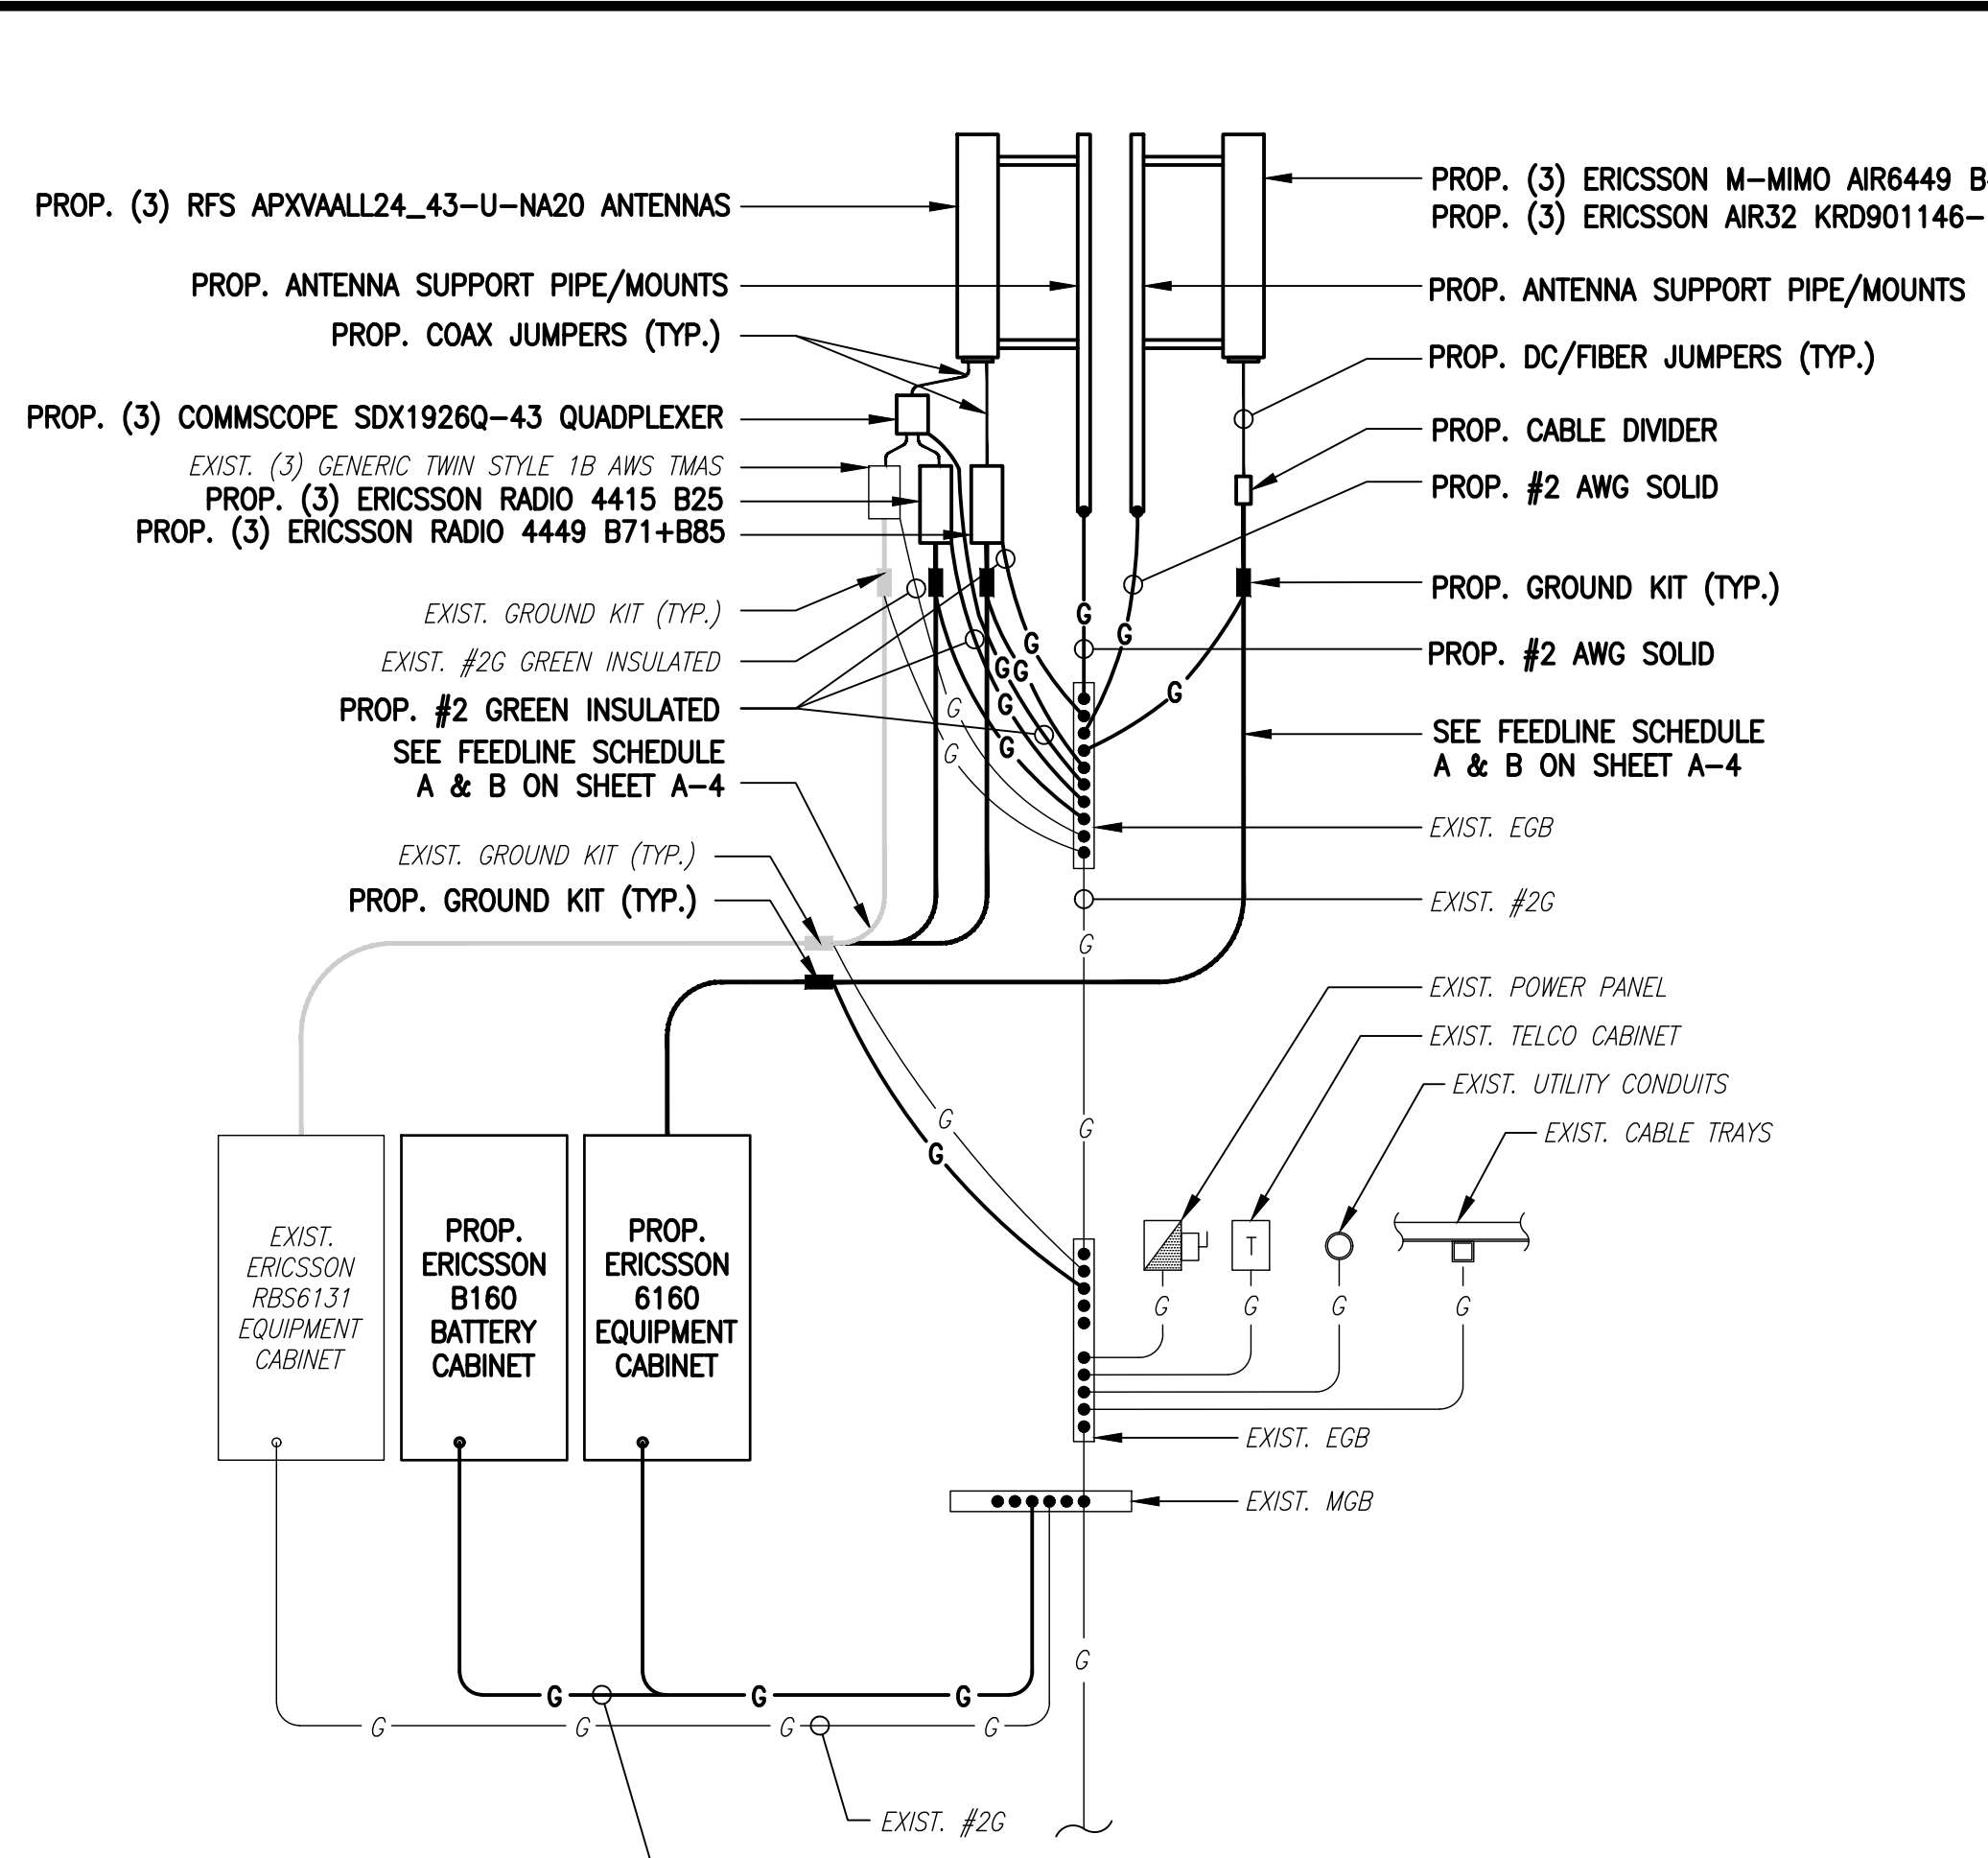 PROP. (3) RFS APXVAALL24_43-U-NA20 ANTENNAS
PROP. ANTENNA SUPPORT PIPE/MOUNTS
PROP. COAX JUMPERS (TYP.)
PROP. (3) COMMSCOPE SDX1926Q-43 QUADPLEXER
EXIST. (3) GENERIC TWIN STYLE 1B AWS TMAS
PROP. (3) ERICSSON RADIO 4415 B25
PROP. (3) ERICSSON RADIO 4449 B71+B85
EXIST. GROUND KIT (TYP.)
EXIST. #2G GREEN INSULATED
PROP. #2 GREEN INSULATED
SEE FEEDLINE SCHEDULE
A & B ON SHEET A-4
EXIST. GROUND KIT (TYP.)
PROP. GROUND KIT (TYP.)
PROP. (3) ERICSSON M-MIMO AIR6449 B
PROP. (3) ERICSSON AIR32 KRD901146-
PROP. ANTENNA SUPPORT PIPE/MOUNTS
PROP. DC/FIBER JUMPERS (TYP.)
PROP. CABLE DIVIDER
PROP. #2 AWG SOLID
PROP. GROUND KIT (TYP.)
PROP. #2 AWG SOLID
SEE FEEDLINE SCHEDULE
A & B ON SHEET A-4
EXIST. EGB
EXIST. #2G
EXIST. POWER PANEL
EXIST. TELCO CABINET
EXIST. UTILITY CONDUITS
EXIST. CABLE TRAYS
G
G
G
G
G
G
G
G
G
G
G
G
G
G
EXIST.
ERICSSON
RBS6131
EQUIPMENT
CABINET
PROP.
ERICSSON
B160
BATTERY
CABINET
PROP.
ERICSSON
6160
EQUIPMENT
CABINET
T
G
G
G
G
EXIST. EGB
EXIST. MGB
G
G
G
G
G
G
G
G
EXIST. #2G